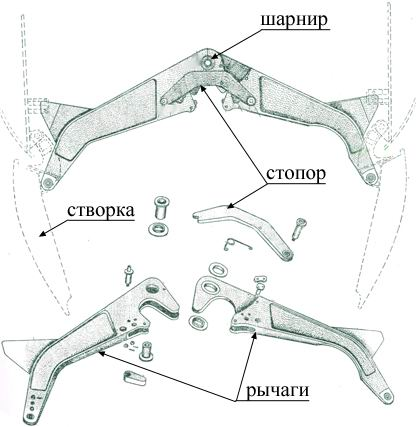 шарнир
стопор
створка
рычаги